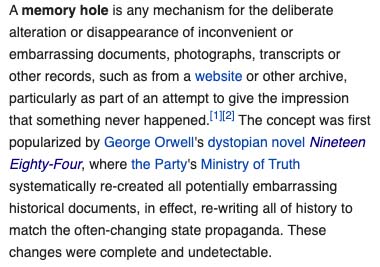 A memory hole is any mechanism for the deliberate
alteration or disappearance of inconvenient or
embarrassing documents, photographs, transcripts or
other records, such as from a website or other archive,
particularly as part of an attempt to give the impression
that something never happened.[1][2] The concept was first
popularized by George Orwell's dystopian novel Nineteen
Eighty-Four, where the Party's Ministry of Truth
systematically re-created all potentially embarrassing
historical documents, in effect, re-writing all of history to
match the often-changing state propaganda. These
changes were complete and undetectable.